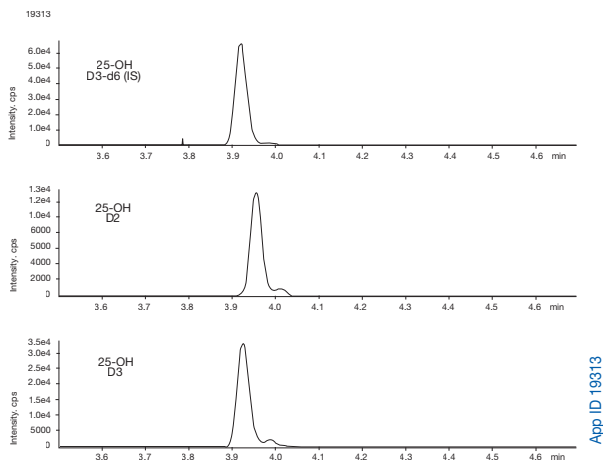 19313
25-OH
D3-d6 (IS)
Intensity. cps
6.0e4
5.0e4
4.0e4
3.0e4
2.0e4
1.0e4
0
3.6 3.7 3.8 3.9 4.0 4.1 4.2 4.3 4.4 4.5 4.6 min
25-OH
D2
Intensity. cps
1.3e4
1.2e4
6000
8000
6000
4000
2000
0
3.6 3.7 3.8 3.9 4.0 4.1 4.2 4.3 4.4 4.5 4.6 min
25-OH
D3
Intensity. cps
3.5e4
3.0e4
2.5e4
2.0e4
1.5e4
1.0e4
5000
0
3.6 3.7 3.8 3.9 4.0 4.1 4.2 4.3 4.4 4.5 4.6 min
App ID 19313